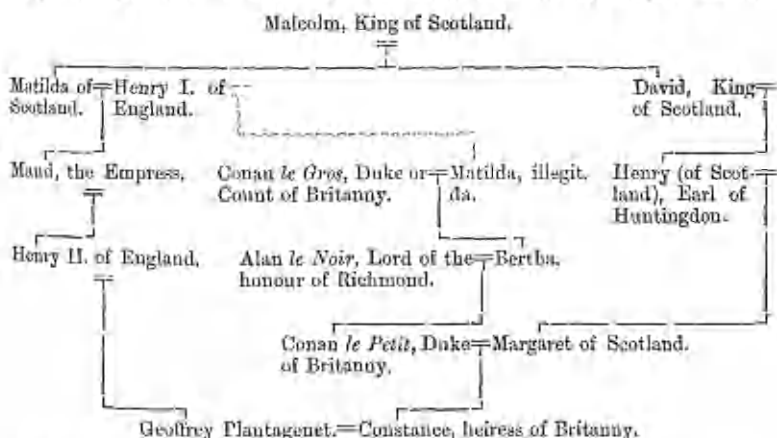 Malcolm, King of Scotland.
Matilda of Henry I. of David, King
Scotland. England. of Scotland.
Maud, the Empress. Conan le Gros, Duke or Matilda, illegit. Henry (of Scot-
Count of Britanny. da. land), Earl of
Huntingdon.
Henry II. of England. Alan le Noir, Lord of the Bertha.
honour of Richmond.
Conan le Petit, Duke Margaret of Scotland.
of Britanny.
Geoffrey Plantagenet. Constance, heiress of Britanny.